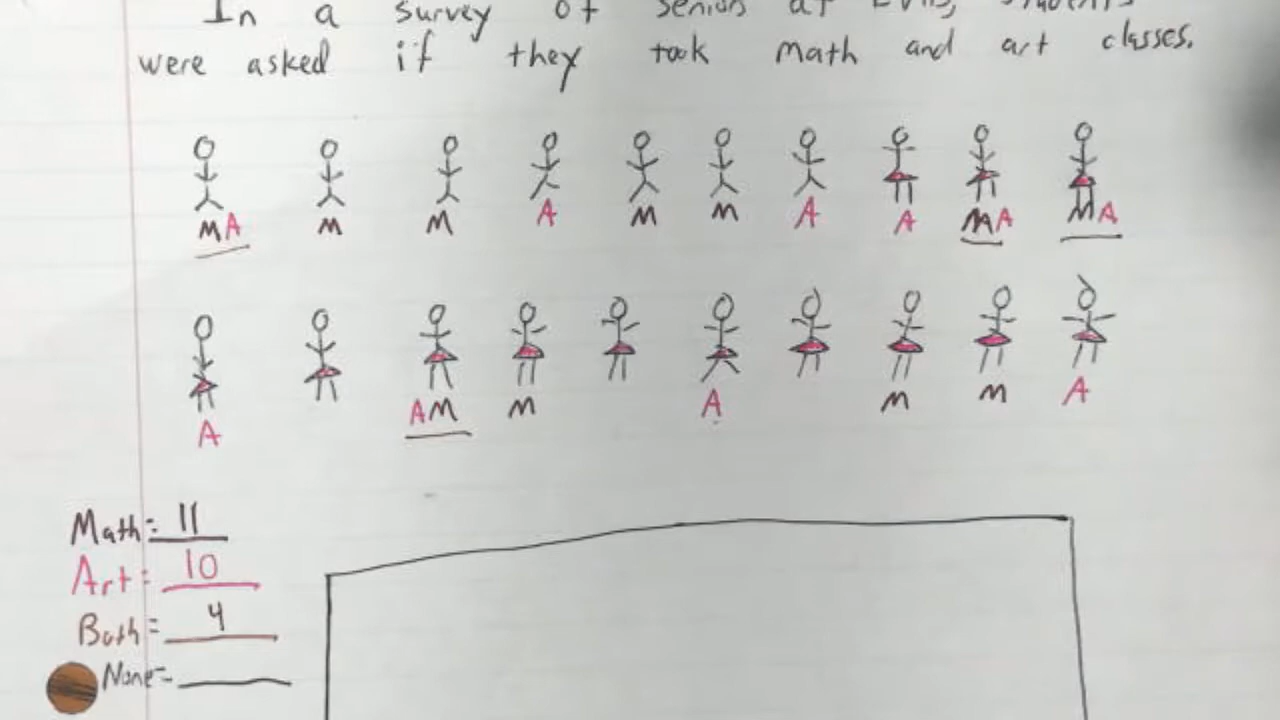 In a survey of seniors at students
were asked if they took math and art classes.
MA M M A M M A A MA MA
A AM M A M M A
Math = 11
Art = 10
Both = 4
None =